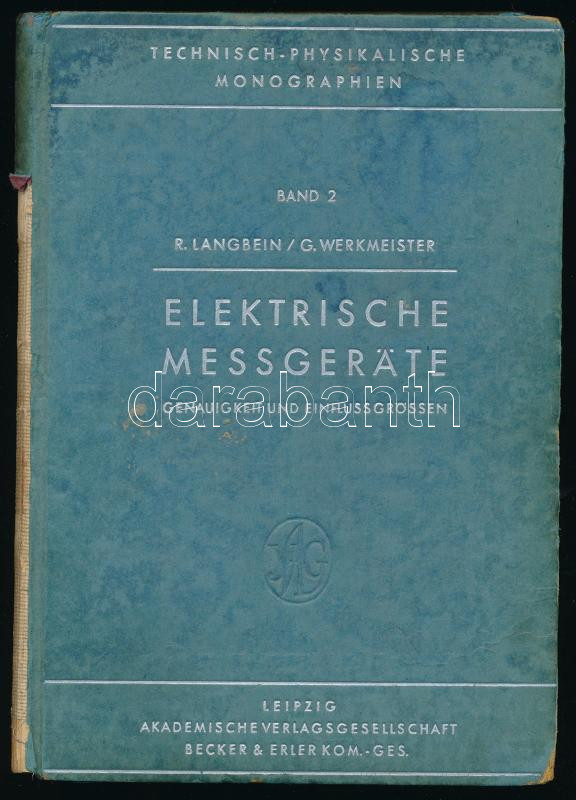 TECHNISCH-PHYSIKALISCHE
MONOGRAPHIEN
BAND 2
R. LANGBEIN / G. WERKMEISTER
ELEKTRISCHE
MESSGERÄTE
darabanth
GENAUIGKEIT UND EINFLUSSGRÖSSEN
LEIPZIG
AKADEMISCHE VERLAGSGESELLSCHAFT
BECKER & ERLER KOM.-GES.